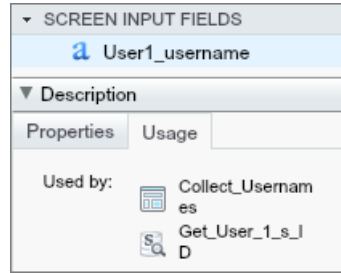 SCREEN INPUT FIELDS
a User1_username
Description
Properties Usage
Used by: Collect_Usernam
es
Get_User_1_s_I
D